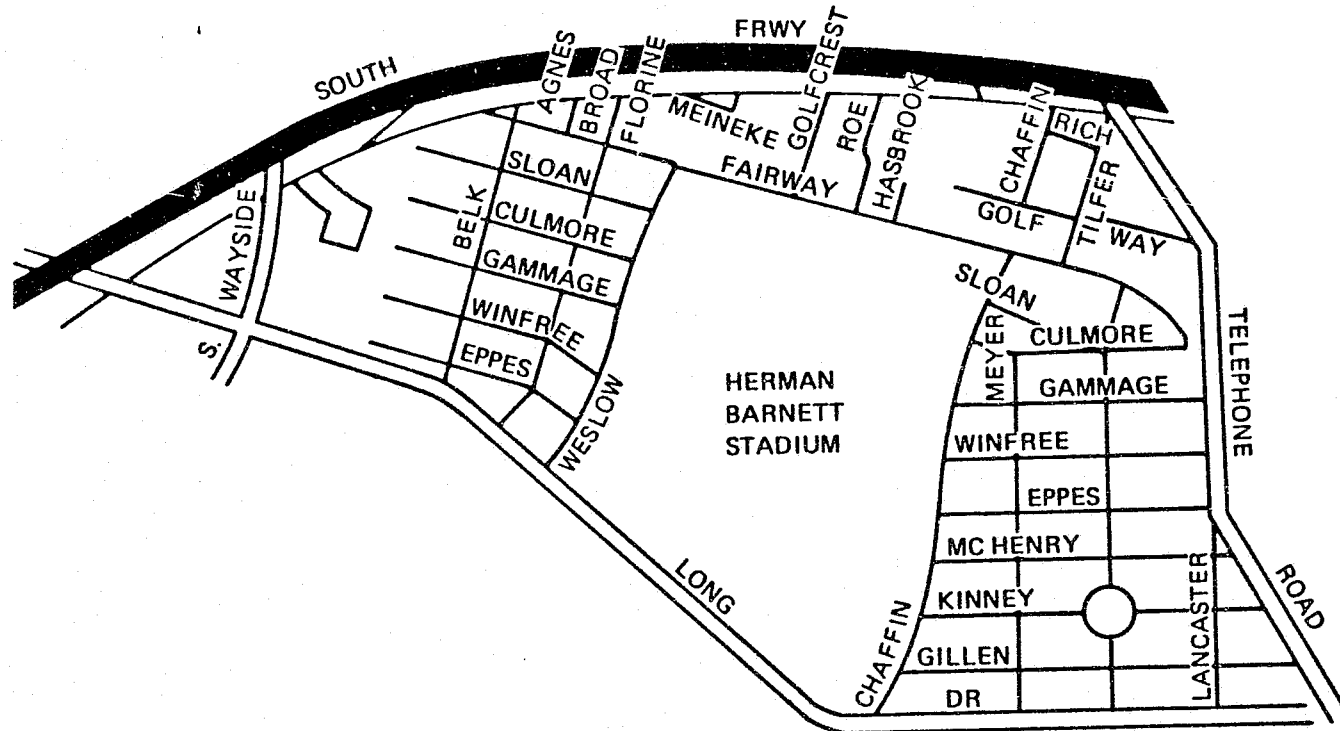 SOUTH
FRWY
AGNES
BROAD
FLORINE
MEINEKE
GOLFCREST
ROE
HASBROOK
CHAFFIN
RICH
TILFER
FAIRWAY
GOLF
WAY
SLOAN
BELK
CULMORE
GAMMAGE
WINFREE
EPPES
S. WAYSIDE
WESLOW
HERMAN
BARNETT
STADIUM
SLOAN
MEYER
CULMORE
GAMMAGE
WINFREE
EPPES
MC HENRY
KINNEY
GILLEN
CHAFFIN
LANCASTER
TELEPHONE
ROAD
LONG
DR